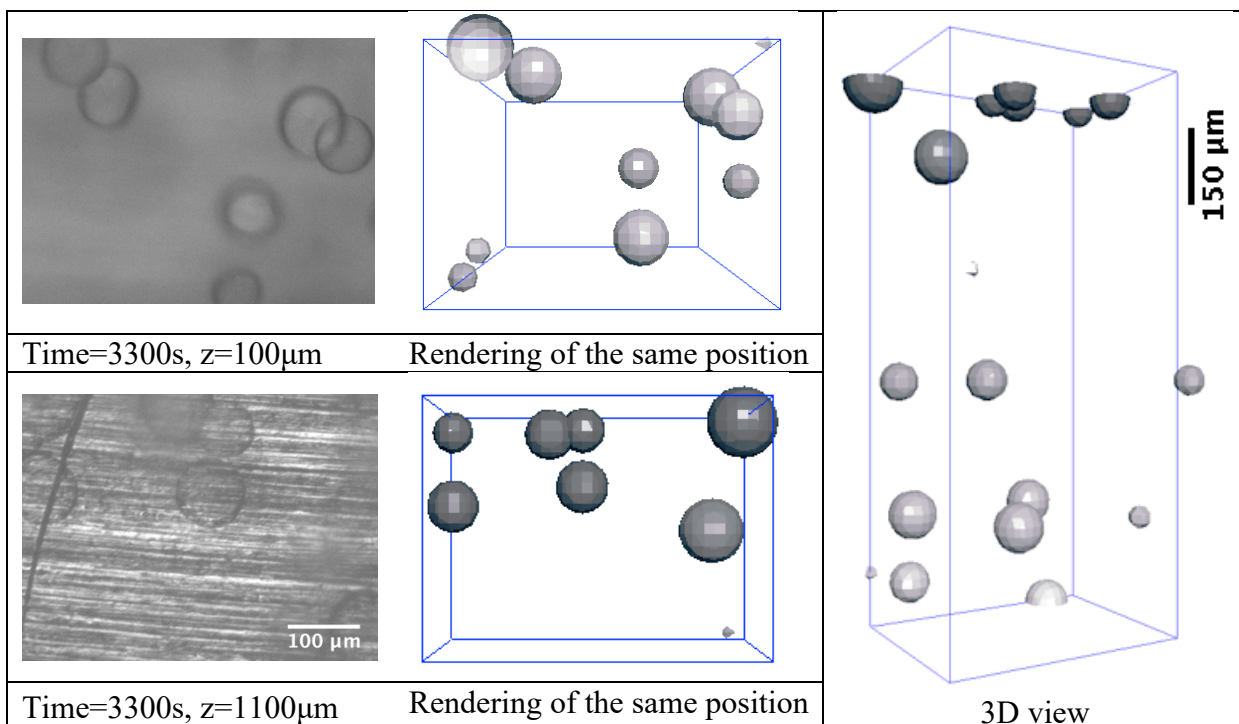 Time=3300s, z=100μm
Rendering of the same position
100 μm
Time=3300s, z=1100μm
Rendering of the same position
150 μm
3D view